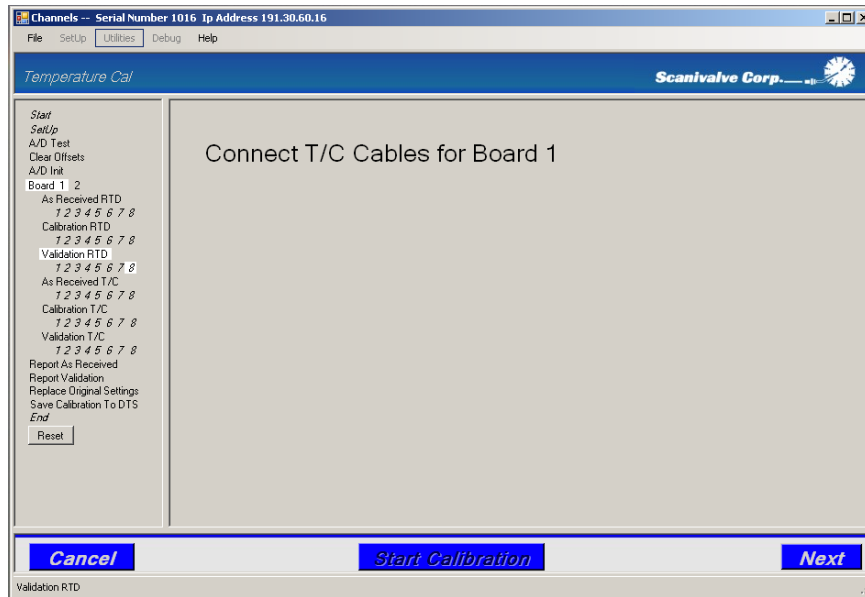 Channels -- Serial Number 1016 Ip Address 191.30.60.16
File SetUp Utilities Debug Help
Temperature Cal
Scanivalve Corp.
Start
SetUp
A/D Test
Clear Offsets
A/D Init
Board 1 2
As Received RTD
1 2 3 4 5 6 7 8
Calibration RTD
1 2 3 4 5 6 7 8
Validation RTD
1 2 3 4 5 6 7 8
As Received T/C
1 2 3 4 5 6 7 8
Calibration T/C
1 2 3 4 5 6 7 8
Validation T/C
1 2 3 4 5 6 7 8
Report As Received
Report Validation
Replace Original Settings
Save Calibration To DTS
End
Reset
Connect T/C Cables for Board 1
Cancel Start Calibration Next
Validation RTD